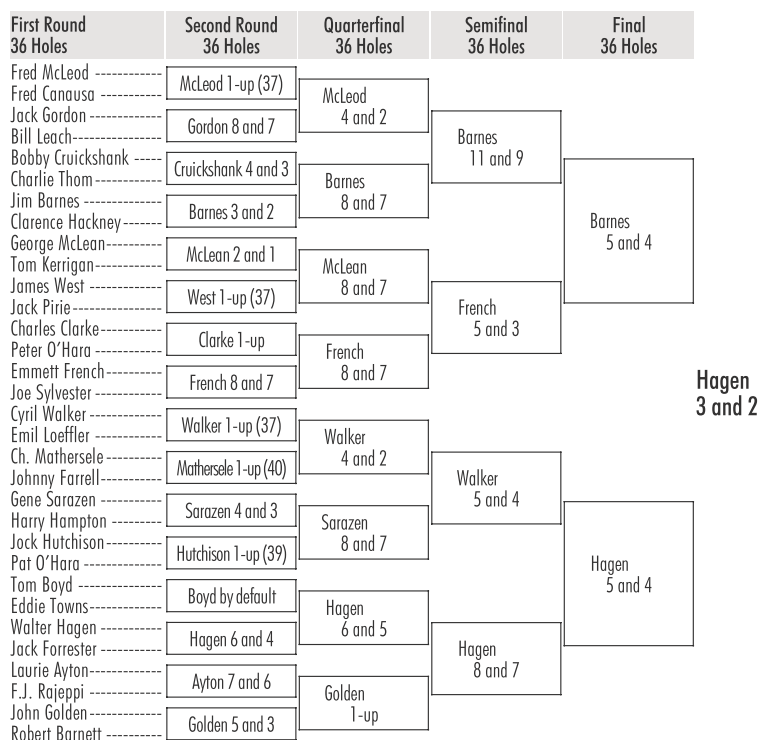 First Round
36 Holes
Second Round
36 Holes
Quarterfinal
36 Holes
Semifinal
36 Holes
Final
36 Holes
Fred McLeod
Fred Canausa
Jack Gordon
Bill Leach
Bobby Cruickshank
Charlie Thom
Jim Barnes
Clarence Hackney
George McLean
Tom Kerrigan
James West
Jack Pirie
Charles Clarke
Peter O'Hara
Emmett French
Joe Sylvester
Cyril Walker
Emil Loeffler
Ch. Mathersele
Johnny Farrell
Gene Sarazen
Harry Hampton
Jock Hutchison
Pat O'Hara
Tom Boyd
Eddie Towns
Walter Hagen
Jack Forrester
Laurie Ayton
F.J. Rajeppi
John Golden
Robert Barnett
McLeod 1-up (37)
Gordon 8 and 7
Cruickshank 4 and 3
Barnes 3 and 2
McLean 2 and 1
West 1-up (37)
Clarke 1-up
French 8 and 7
Walker 1-up (37)
Mathersele 1-up (40)
Sarazen 4 and 3
Hutchison 1-up (39)
Boyd by default
Hagen 6 and 4
Ayton 7 and 6
Golden 5 and 3
McLeod
4 and 2
Barnes
8 and 7
McLean
8 and 7
French
8 and 7
Walker
4 and 2
Sarazen
8 and 7
Hagen
6 and 5
Golden
1-up
Barnes
11 and 9
French
5 and 3
Walker
5 and 4
Hagen
8 and 7
Barnes
5 and 4
Hagen
5 and 4
Hagen
3 and 2